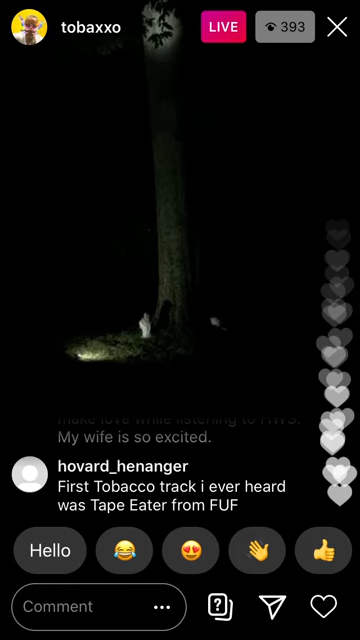 tobaxxo
LIVE
393
make love while listening to HWS.
My wife is so excited.
hovard_henanger
First Tobacco track i ever heard
was Tape Eater from FUF
Hello
Comment